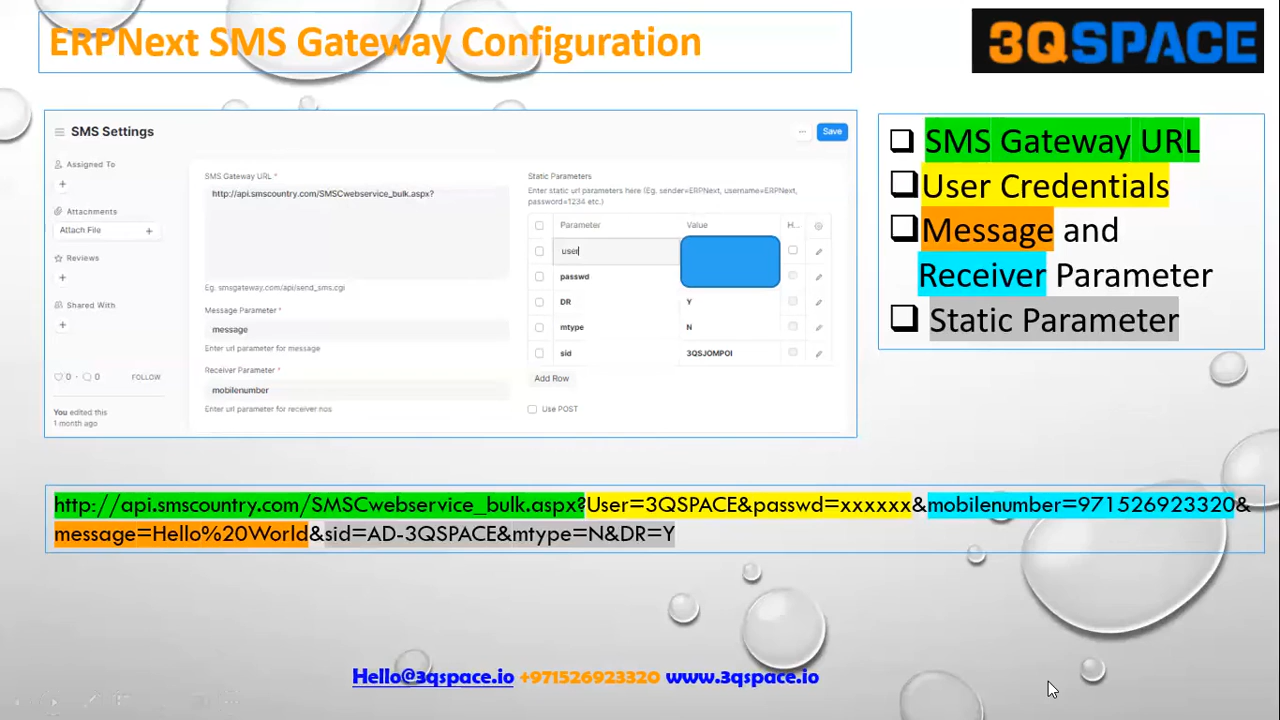 ERPNext SMS Gateway Configuration
3QSPACE
SMS Settings
...
Save
Assigned To
Attachments
Attach File
Reviews
Shared With
0 · 0 FOLLOW
You edited this
1 month ago
SMS Gateway URL *
http://api.smscountry.com/SMSCwebservice_bulk.aspx?
Eg. smsgateway.com/api/send_sms.cgi
Message Parameter *
message
Enter url parameter for message
Receiver Parameter *
mobilenumber
Enter url parameter for receiver nos
Static Parameters
Enter static url parameters here (Eg. sender=ERPNext, username=ERPNext,
password=1234 etc.)
Parameter Value H...
user
passwd
DR Y
mtype N
sid 3QSJOMPOI
Add Row
Use POST
SMS Gateway URL
User Credentials
Message and
Receiver Parameter
Static Parameter
http://api.smscountry.com/SMSCwebservice_bulk.aspx?User=3QSPACE&passwd=xxxxxx&mobilenumber=971526923320&
message=Hello%20World&sid=AD-3QSPACE&mtype=N&DR=Y
Hello@3qspace.io +971526923320 www.3qspace.io